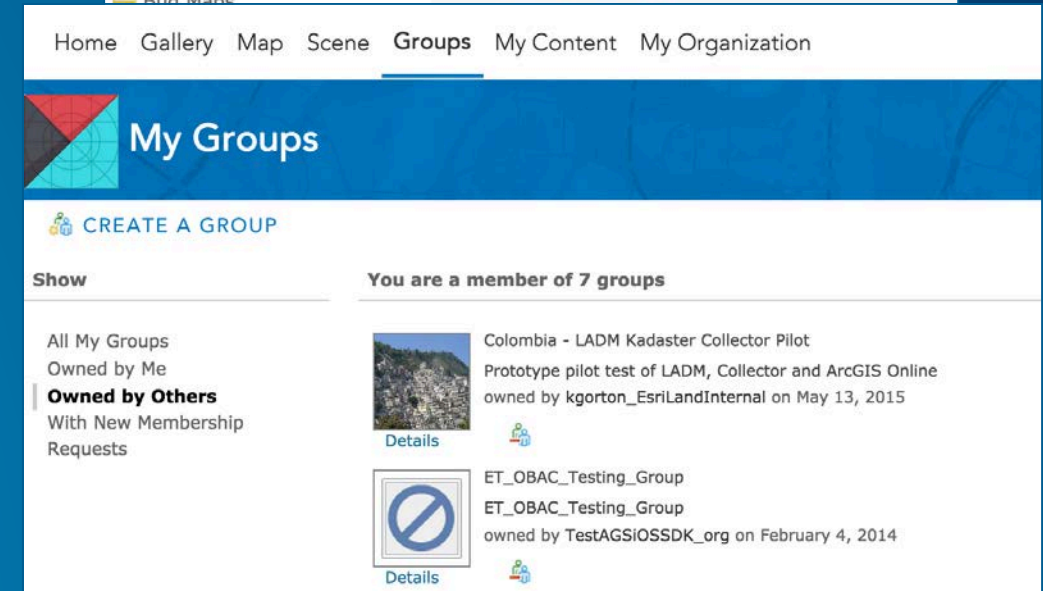 Home Gallery Map Scene Groups My Content My Organization
My Groups
CREATE A GROUP
Show
All My Groups
Owned by Me
Owned by Others
With New Membership
Requests
You are a member of 7 groups
Colombia - LADM Kadaster Collector Pilot
Prototype pilot test of LADM, Collector and ArcGIS Online
owned by kgorton_EsriLandInternal on May 13, 2015
Details
ET_OBAC_Testing_Group
ET_OBAC_Testing_Group
owned by TestAGSiOSSDK_org on February 4, 2014
Details